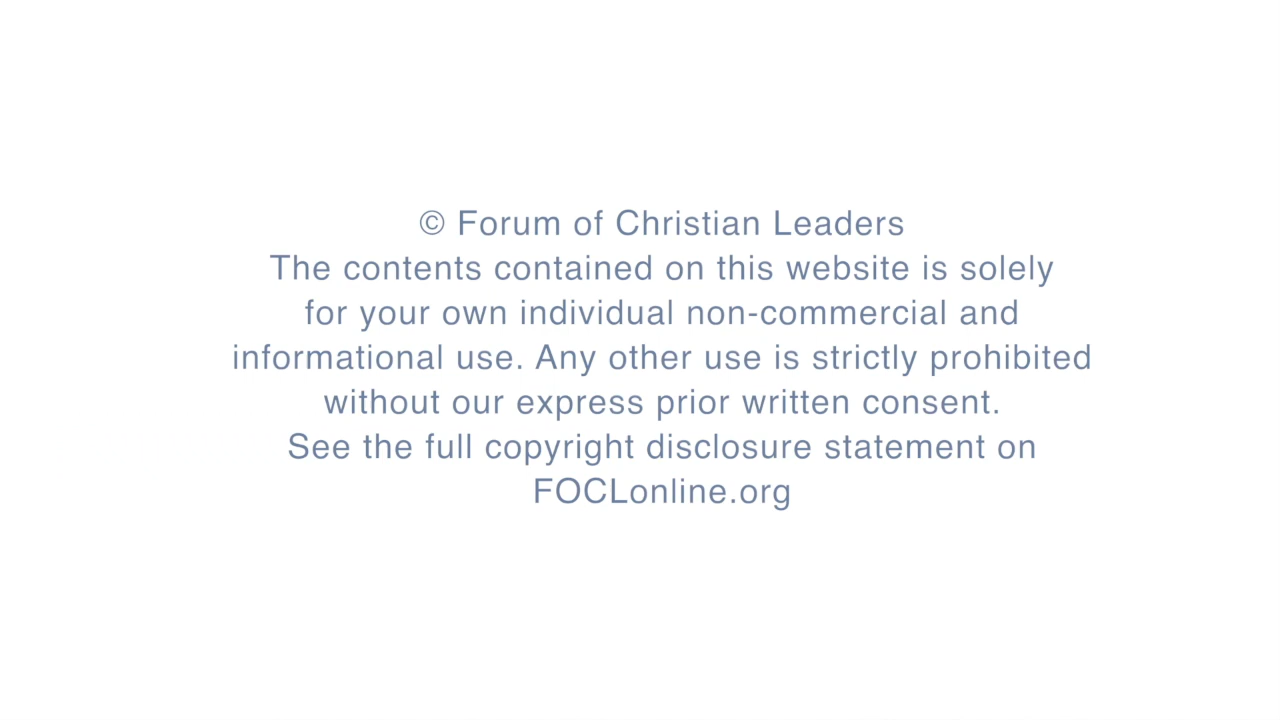 © Forum of Christian Leaders
The contents contained on this website is solely
for your own individual non-commercial and
informational use. Any other use is strictly prohibited
without our express prior written consent.
See the full copyright disclosure statement on
FOCLonline.org